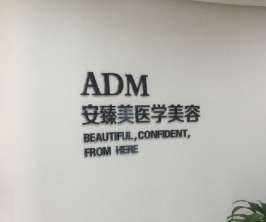 ADM
安臻美医学美容
BEAUTIFUL,CONFIDENT,
FROM HERE